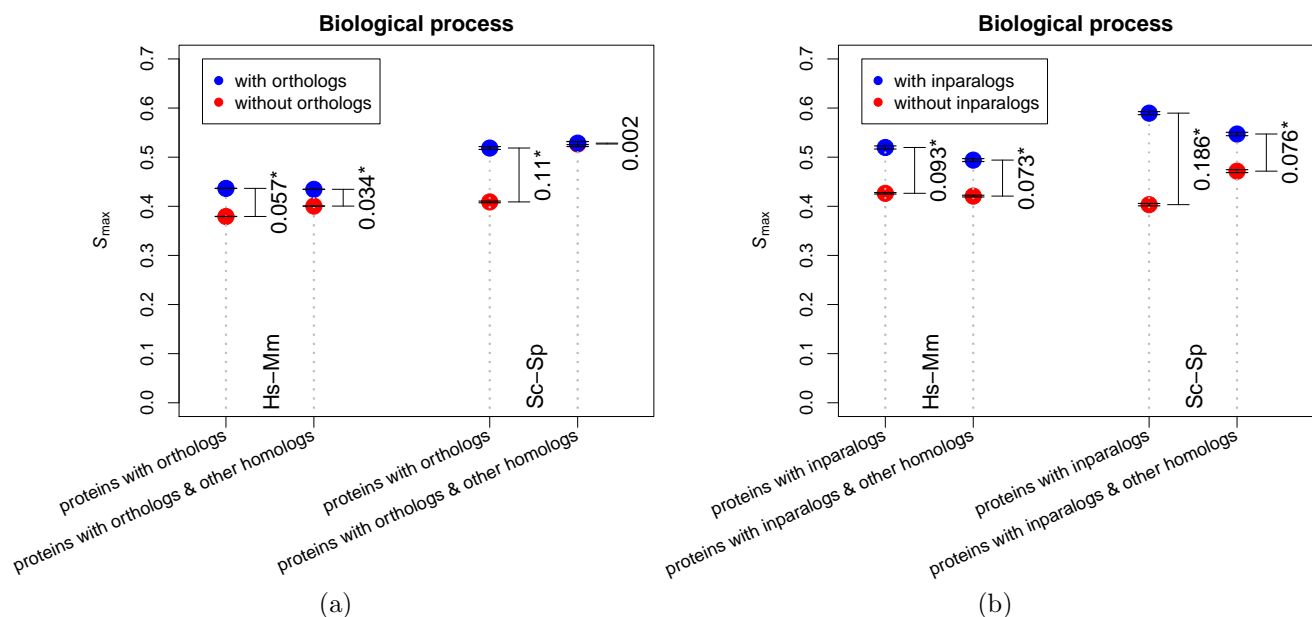 Biological process
0.7
0.6
0.5
0.4
0.3
0.2
0.1
0.0
Smax
with orthologs
without orthologs
0.057*
0.034*
0.11*
0.002
Hs−Mm
Sc−Sp
proteins with orthologs
proteins with orthologs & other homologs
proteins with orthologs
proteins with orthologs & other homologs
(a)
Biological process
0.7
0.6
0.5
0.4
0.3
0.2
0.1
0.0
Smax
with inparalogs
without inparalogs
0.093*
0.073*
0.186*
0.076*
Hs−Mm
Sc−Sp
proteins with inparalogs
proteins with inparalogs & other homologs
proteins with inparalogs
proteins with inparalogs & other homologs
(b)